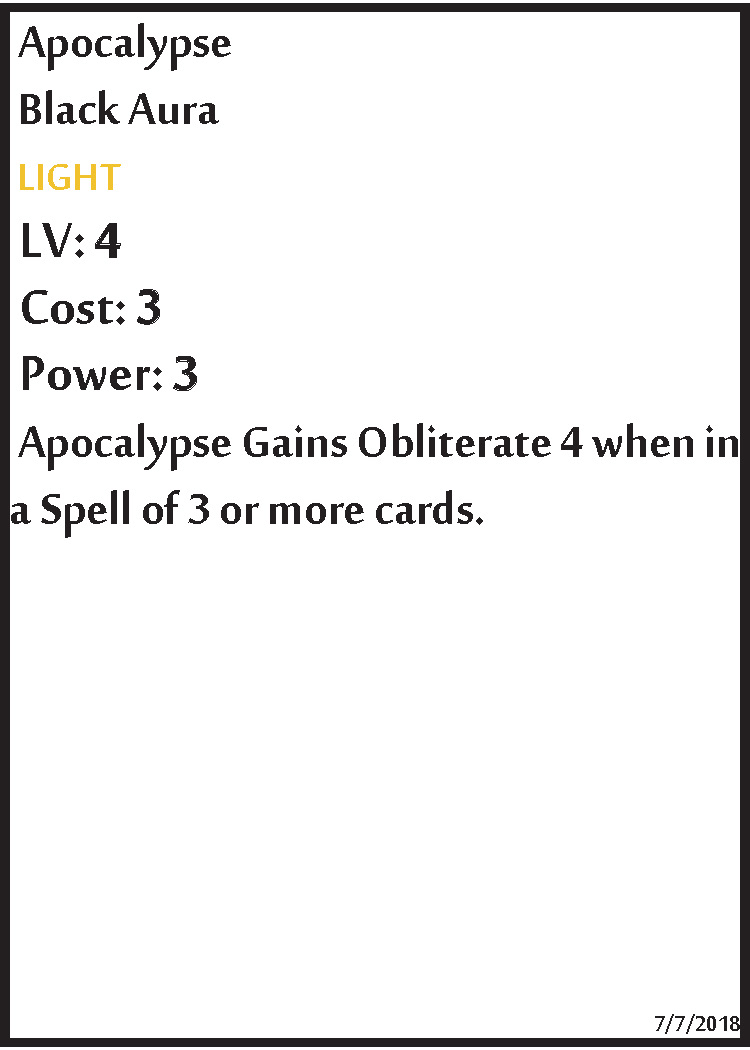 Apocalypse
Black Aura
LIGHT
LV: 4
Cost: 3
Power: 3
Apocalypse Gains Obliterate 4 when in
a Spell of 3 or more cards.
7/7/2018